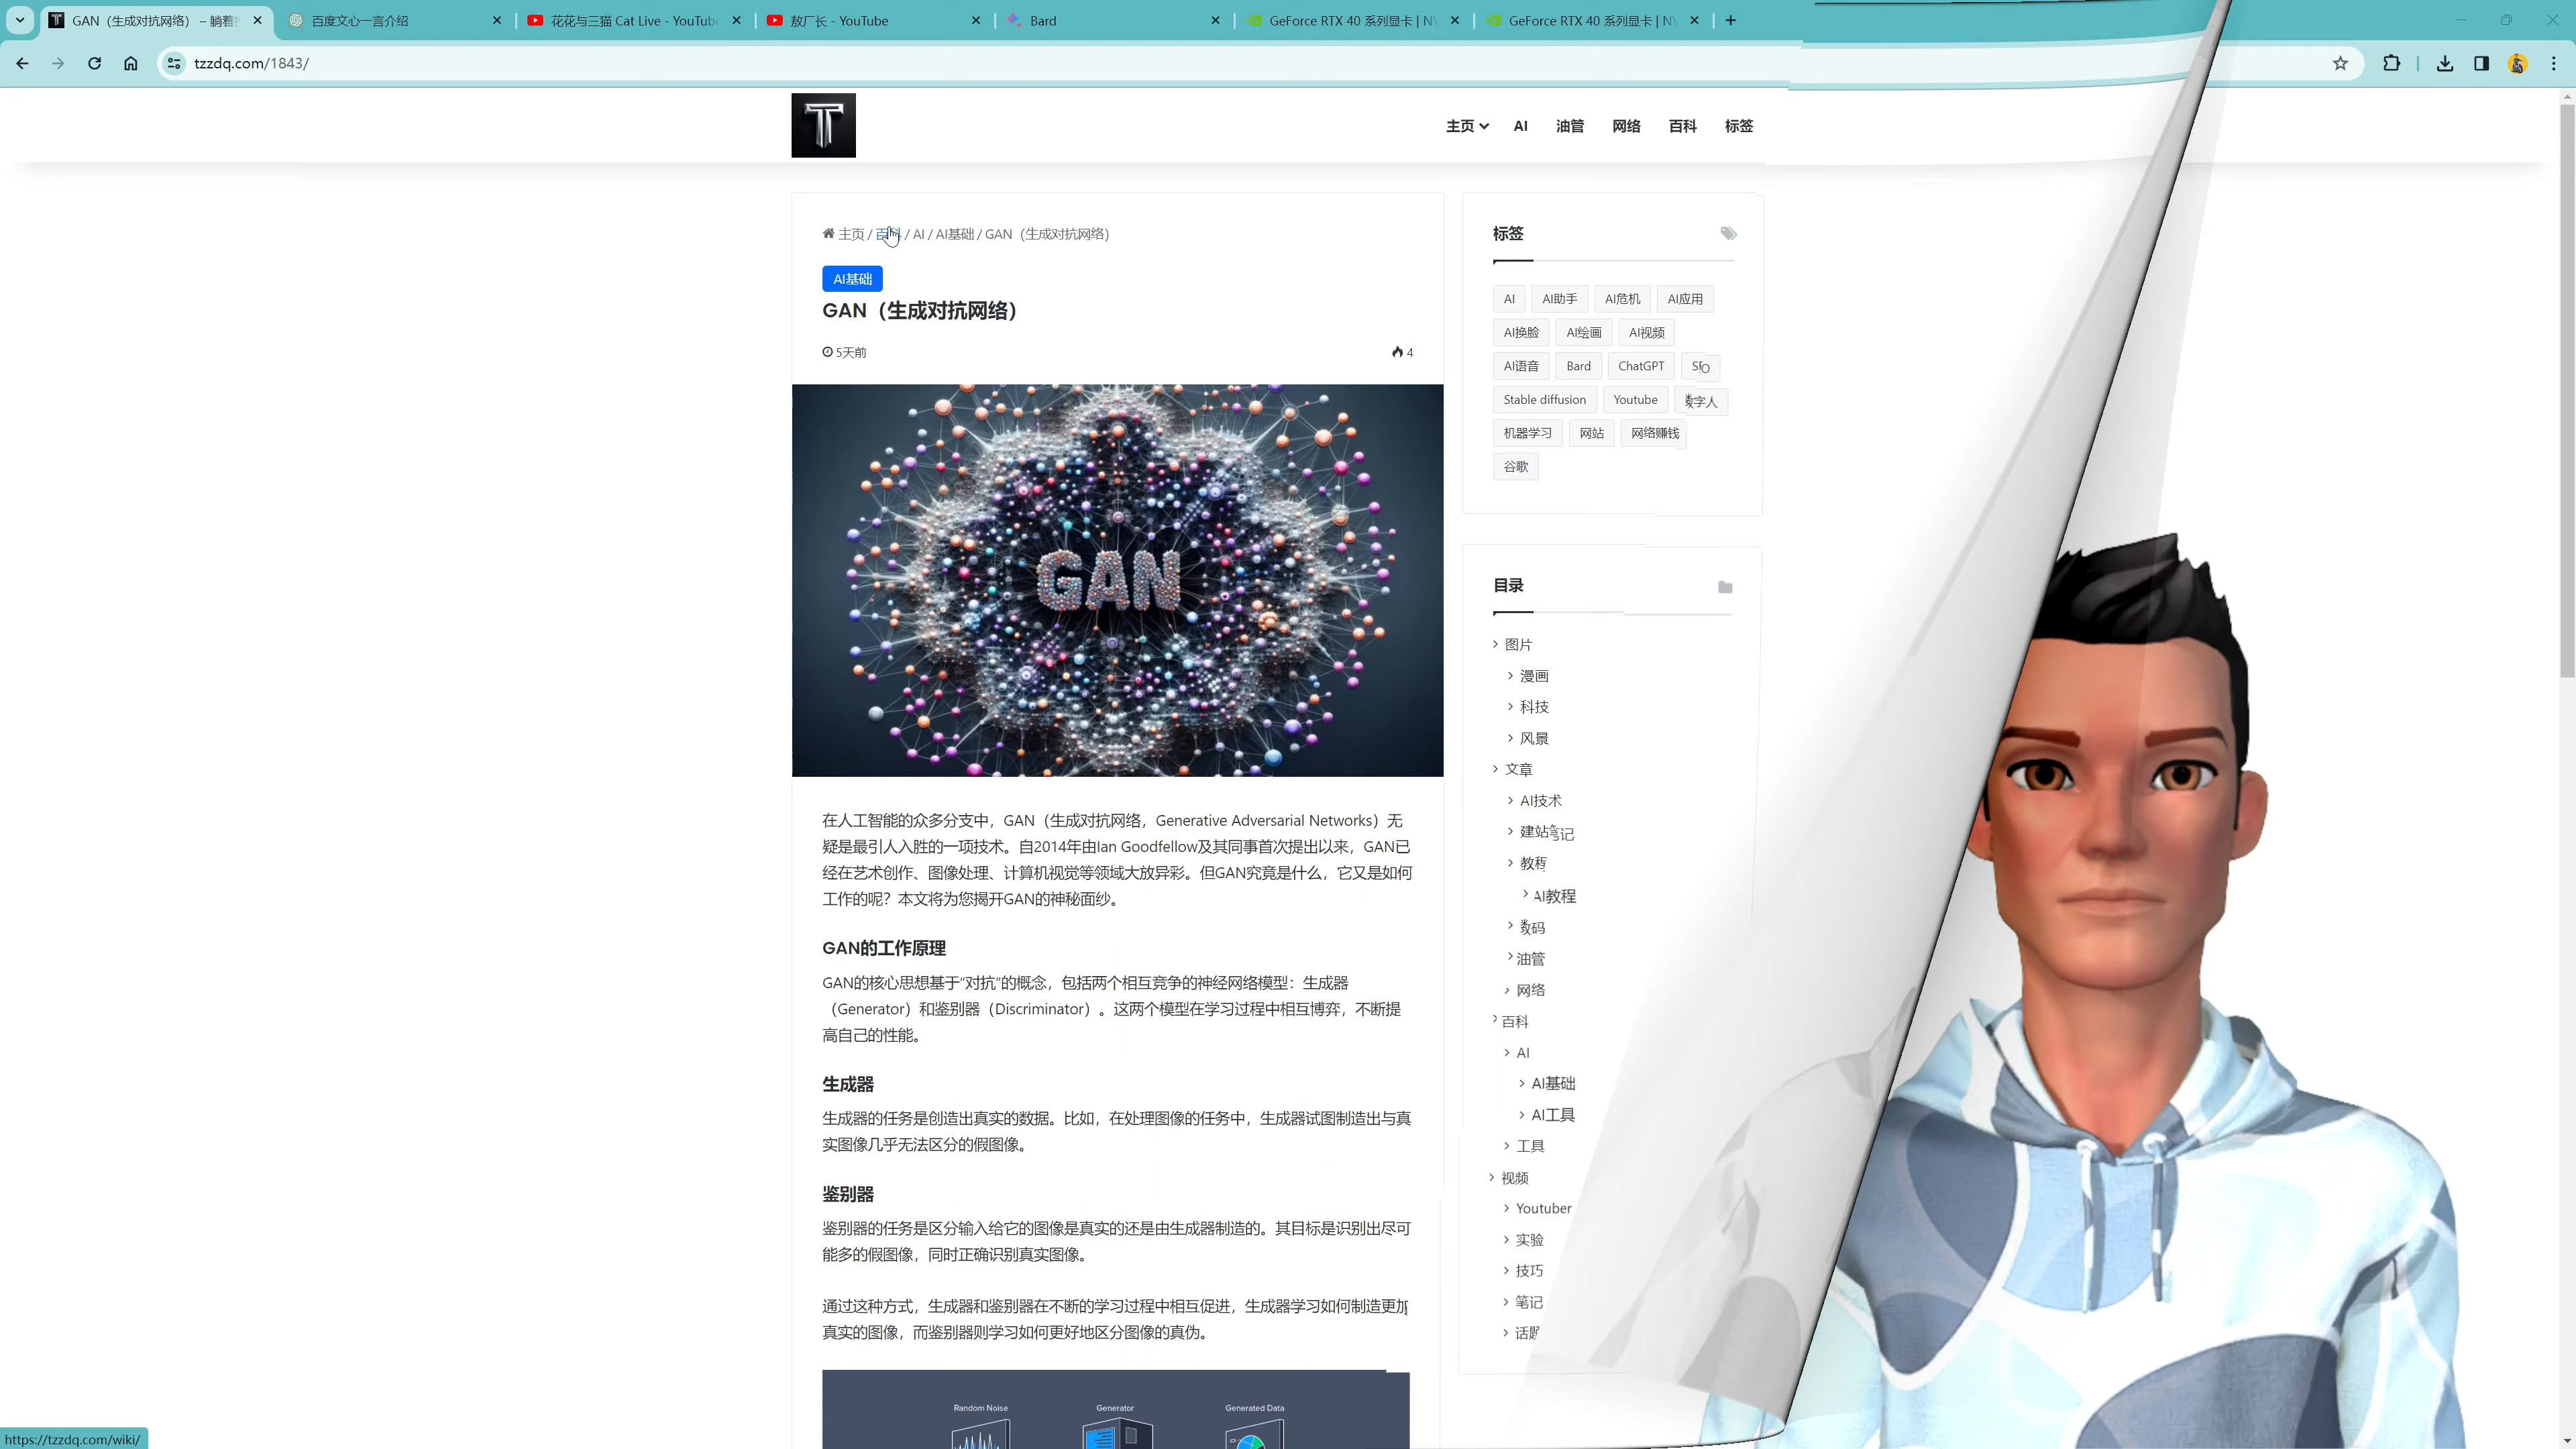 GAN（生成对抗网络） – 躺着
百度文心一言介绍
花花与三猫 Cat Live - YouTube
敖厂长 - YouTube
Bard
GeForce RTX 40 系列显卡 | NV
GeForce RTX 40 系列显卡 | NV
tzzdq.com/1843/
T
主页 AI 油管 网络 百科 标签
主页 / 百科 / AI / AI基础 / GAN（生成对抗网络）
AI基础
GAN（生成对抗网络）
5天前
4
GAN
在人工智能的众多分支中，GAN（生成对抗网络，Generative Adversarial Networks）无
疑是最引人入胜的一项技术。自2014年由Ian Goodfellow及其同事首次提出以来，GAN已
经在艺术创作、图像处理、计算机视觉等领域大放异彩。但GAN究竟是什么，它又是如何
工作的呢？本文将为您揭开GAN的神秘面纱。
GAN的工作原理
GAN的核心思想基于“对抗”的概念，包括两个相互竞争的神经网络模型：生成器
（Generator）和鉴别器（Discriminator）。这两个模型在学习过程中相互博弈，不断提
高自己的性能。
生成器
生成器的任务是创造出真实的数据。比如，在处理图像的任务中，生成器试图制造出与真
实图像几乎无法区分的假图像。
鉴别器
鉴别器的任务是区分输入给它的图像是真实的还是由生成器制造的。其目标是识别出尽可
能多的假图像，同时正确识别真实图像。
通过这种方式，生成器和鉴别器在不断的学习过程中相互促进，生成器学习如何制造更加
真实的图像，而鉴别器则学习如何更好地区分图像的真伪。
Random Noise Generator Generated Data
标签
AI AI助手 AI危机 AI应用
AI换脸 AI绘画 AI视频
AI语音 Bard ChatGPT
Stable diffusion Youtube 数字人
机器学习 网站 网络赚钱
谷歌
目录
图片
漫画
科技
风景
文章
AI技术
建站笔记
教程
AI教程
数码
油管
网络
百科
AI
AI基础
AI工具
工具
视频
Youtuber
实验
技巧
笔记
话题
https://tzzdq.com/wiki/